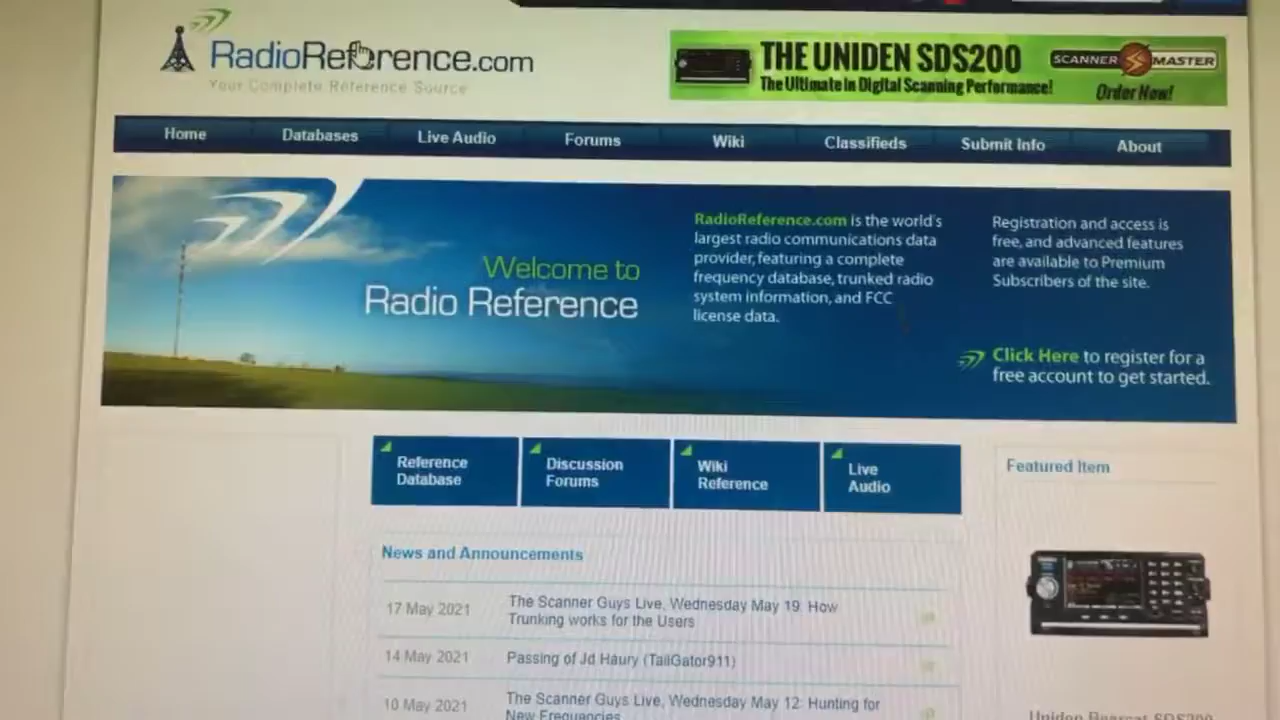 RadioReference.com
Your Complete Reference Source
THE UNIDEN SDS200
The Ultimate in Digital Scanning Performance!
SCANNER S MASTER
Order Now!
Home Databases Live Audio Forums Wiki Classifieds Submit Info About
Welcome to
Radio Reference
RadioReference.com is the world's
largest radio communications data
provider, featuring a complete
frequency database, trunked radio
system information, and FCC
license data.
Registration and access is
free, and advanced features
are available to Premium
Subscribers of the site.
Click Here to register for a
free account to get started.
Reference
Database
Discussion
Forums
Wiki
Reference
Live
Audio
Featured Item
News and Announcements
17 May 2021
The Scanner Guys Live, Wednesday May 19: How
Trunking works for the Users
14 May 2021
Passing of Jd Haury (TailGator911)
10 May 2021
The Scanner Guys Live, Wednesday May 12: Hunting for
New Frequencies
Uniden Bearcat SDS200